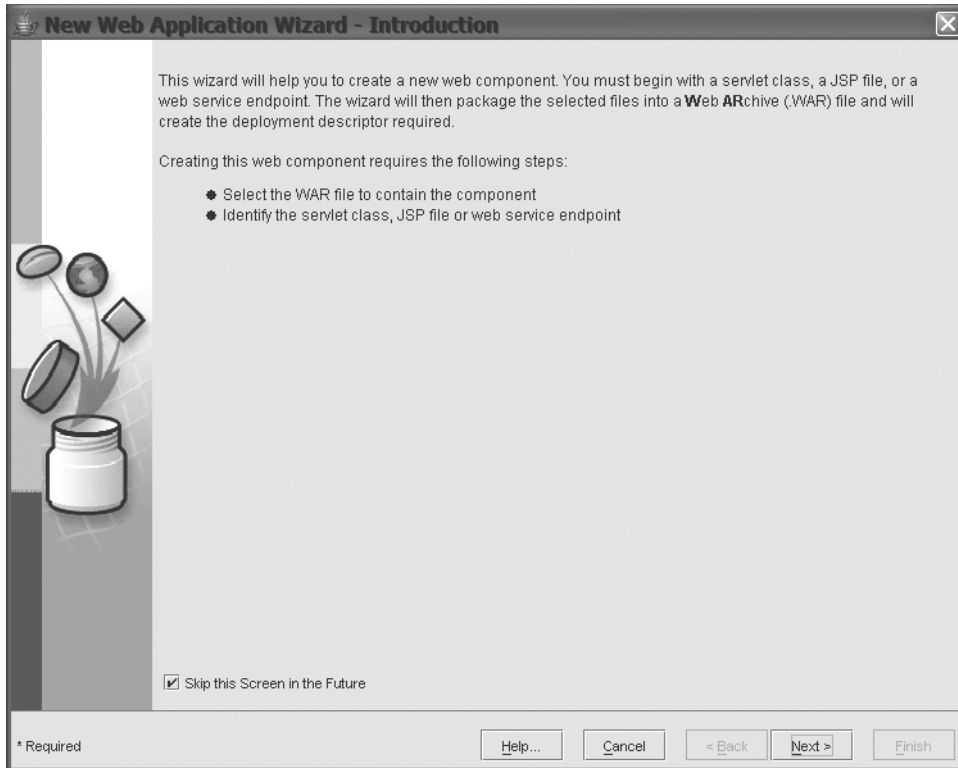 New Web Application Wizard - Introduction
This wizard will help you to create a new web component. You must begin with a servlet class, a JSP file, or a
web service endpoint. The wizard will then package the selected files into a Web ARchive (.WAR) file and will
create the deployment descriptor required.
Creating this web component requires the following steps:
● Select the WAR file to contain the component
● Identify the servlet class, JSP file or web service endpoint
Skip this Screen in the Future
* Required
Help... Cancel < Back Next > Finish